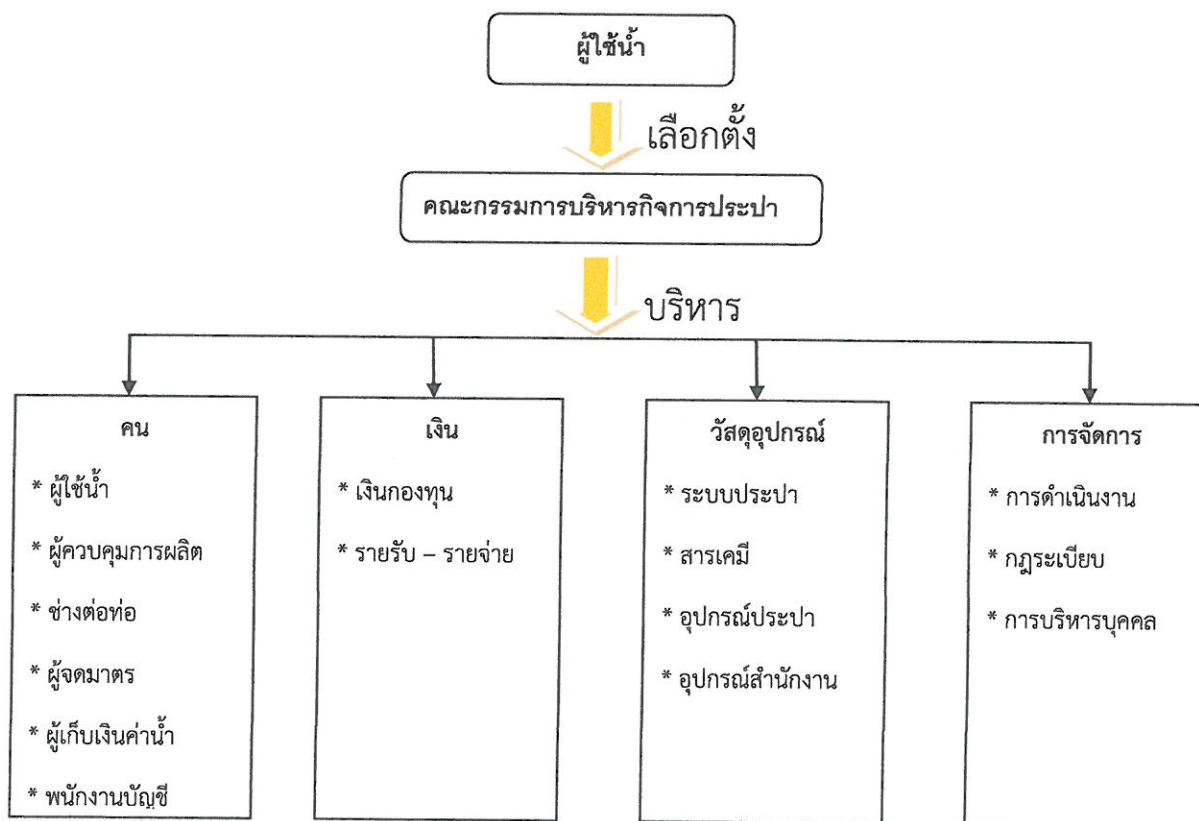 ผู้ใช้น้ำ
เลือกตั้ง
คณะกรรมการบริหารกิจการประปา
บริหาร
คน
* ผู้ใช้น้ำ
* ผู้ควบคุมการผลิต
* ช่างต่อท่อ
* ผู้จดมาตร
* ผู้เก็บเงินค่าน้ำ
* พนักงานบัญชี
เงิน
* เงินกองทุน
* รายรับ – รายจ่าย
วัสดุอุปกรณ์
* ระบบประปา
* สารเคมี
* อุปกรณ์ประปา
* อุปกรณ์สำนักงาน
การจัดการ
* การดำเนินงาน
* กฎระเบียบ
* การบริหารบุคคล